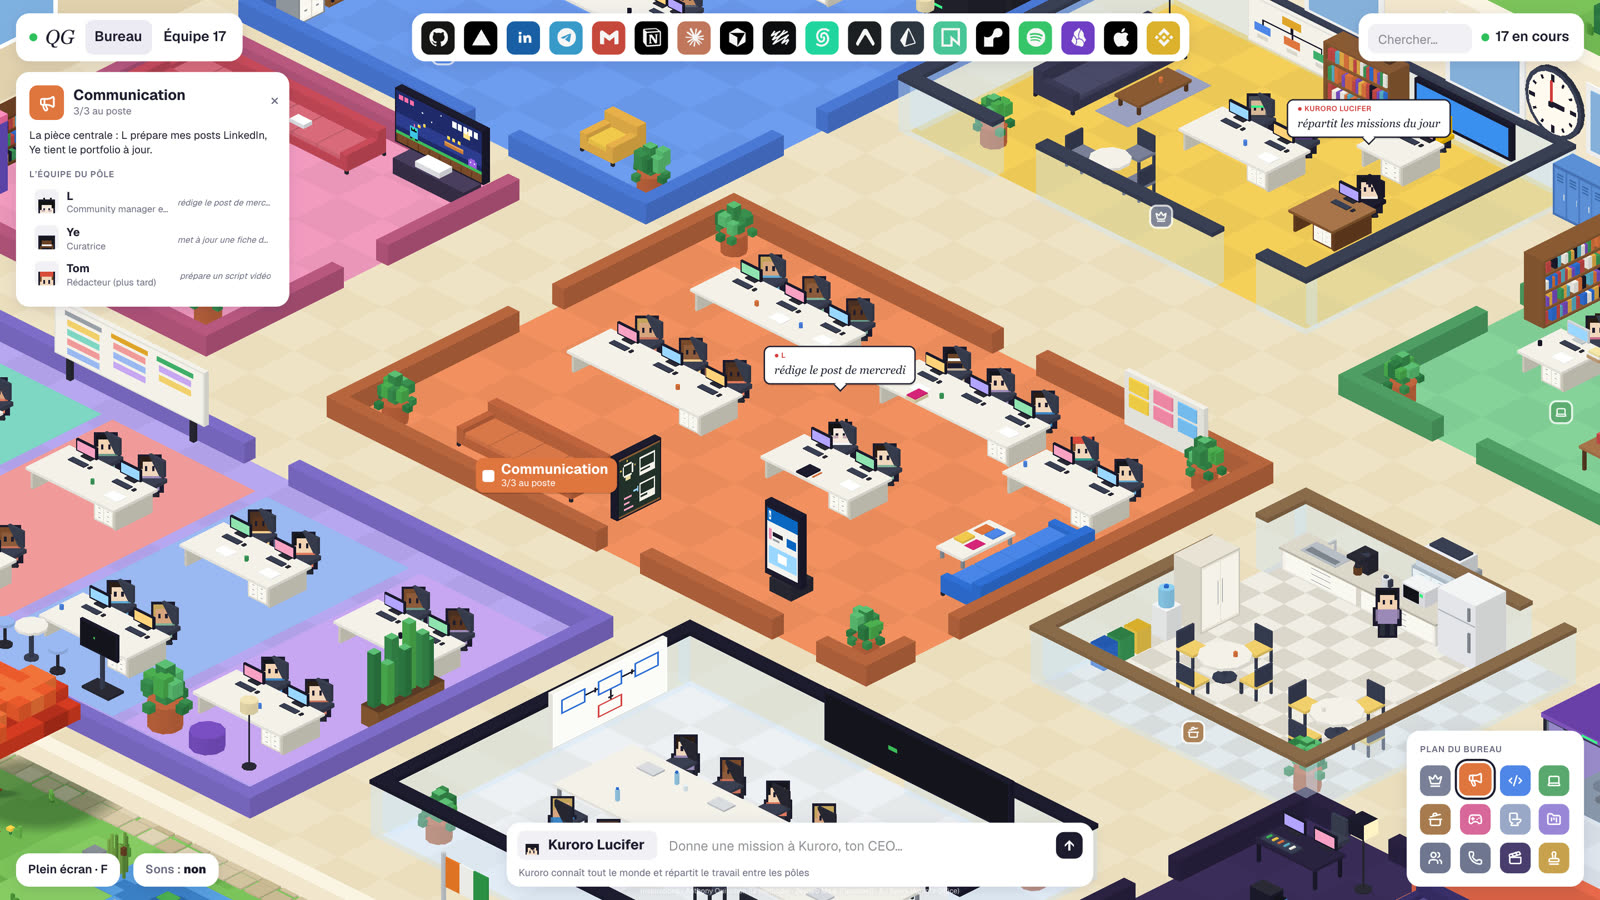 QG
Bureau
Équipe 17
in
Chercher...
17 en cours
Communication
3/3 au poste
La pièce centrale : L prépare mes posts LinkedIn,
Ye tient le portfolio à jour.
L'ÉQUIPE DU PÔLE
L
Community manager e...
rédige le post de merc...
Ye
Curatrice
met à jour une fiche d...
Tom
Rédacteur (plus tard)
prépare un script vidéo
KURORO LUCIFER
répartit les missions du jour
L
rédige le post de mercredi
Communication
3/3 au poste
PLAN DU BUREAU
Plein écran · F
Sons : non
Kuroro Lucifer
Donne une mission à Kuroro, ton CEO...
Kuroro connaît tout le monde et répartit le travail entre les pôles